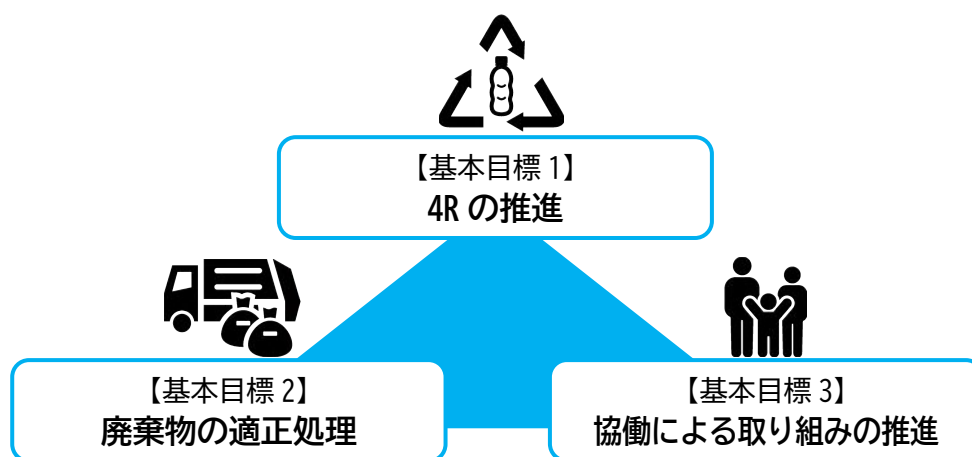 【基本目標 1】
4R の推進
【基本目標 2】
廃棄物の適正処理
【基本目標 3】
協働による取り組みの推進